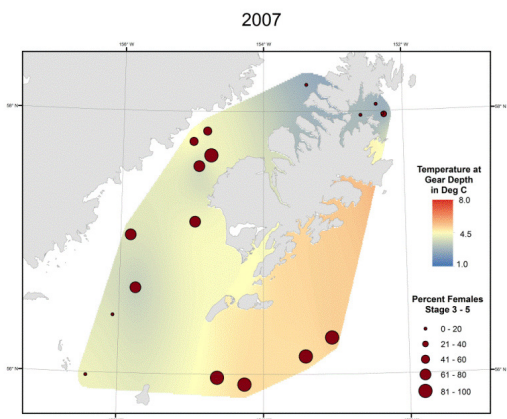 2007
156° W
154° W
152° W
58° N
58° N
Temperature at
Gear Depth
in Deg C
8.0
4.5
1.0
Percent Females
Stage 3 - 5
0 - 20
21 - 40
41 - 60
61 - 80
81 - 100
56° N
56° N